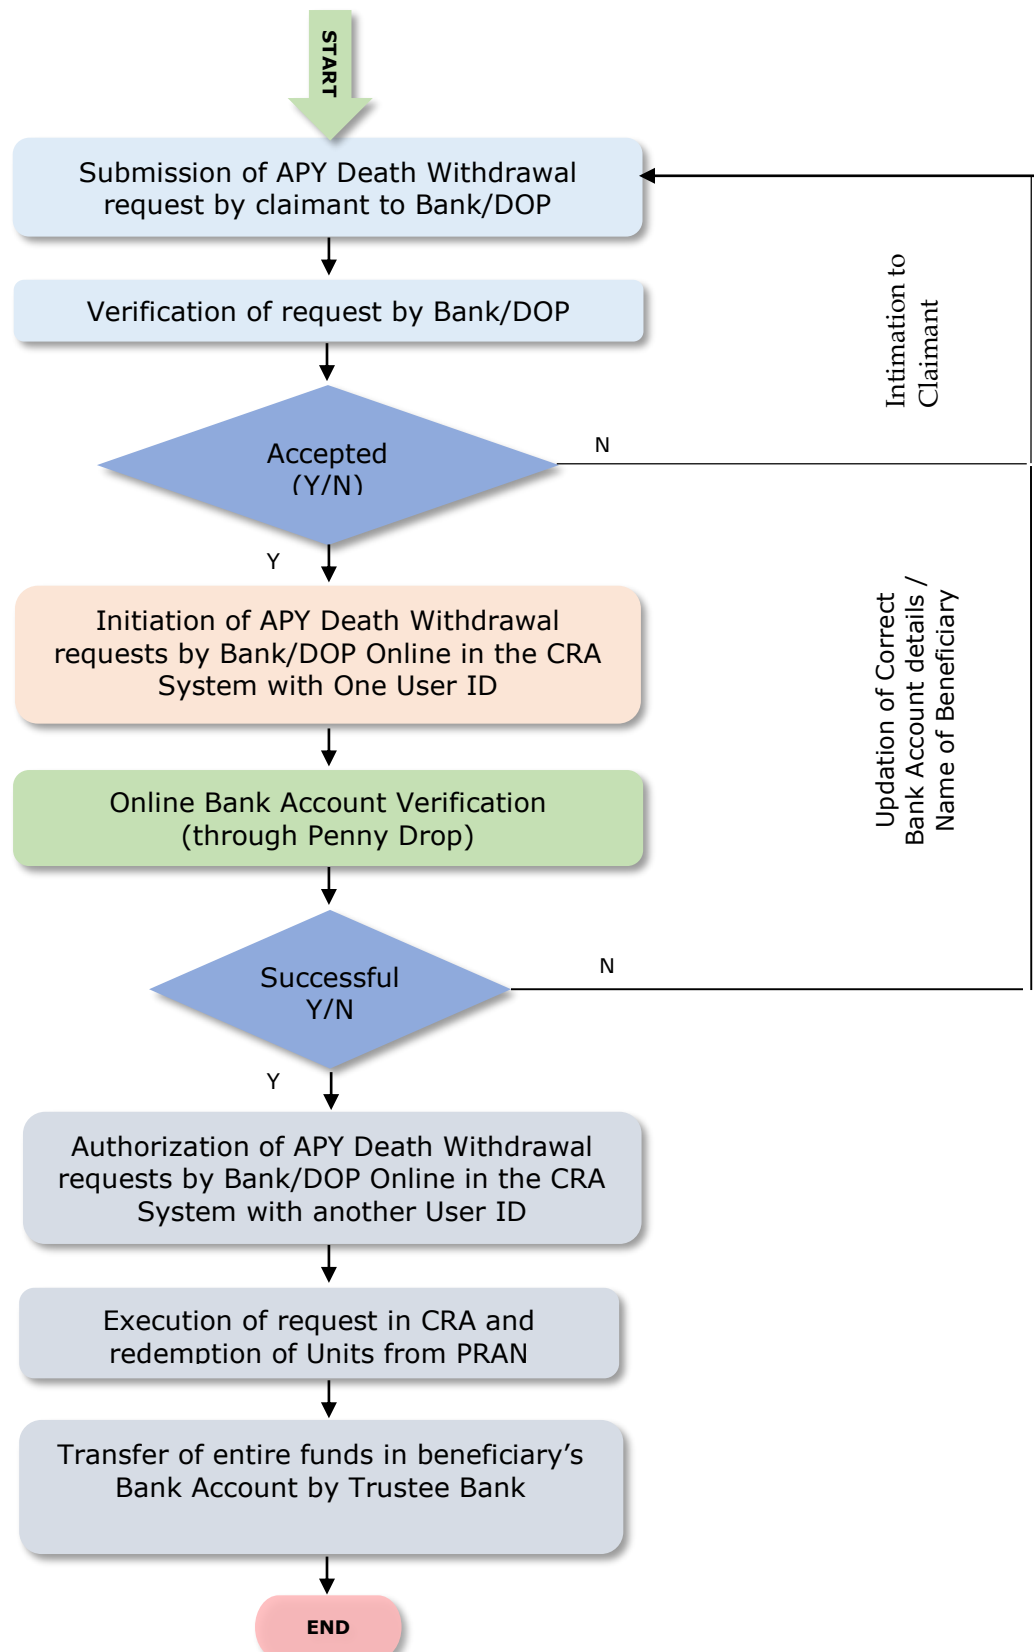 START
Submission of APY Death Withdrawal
request by claimant to Bank/DOP
Verification of request by Bank/DOP
Intimation to
Claimant
Accepted
(Y/N)
N
Y
Initiation of APY Death Withdrawal
requests by Bank/DOP Online in the CRA
System with One User ID
Updation of Correct
Bank Account details /
Name of Beneficiary
Online Bank Account Verification
(through Penny Drop)
Successful
Y/N
N
Y
Authorization of APY Death Withdrawal
requests by Bank/DOP Online in the CRA
System with another User ID
Execution of request in CRA and
redemption of Units from PRAN
Transfer of entire funds in beneficiary’s
Bank Account by Trustee Bank
END